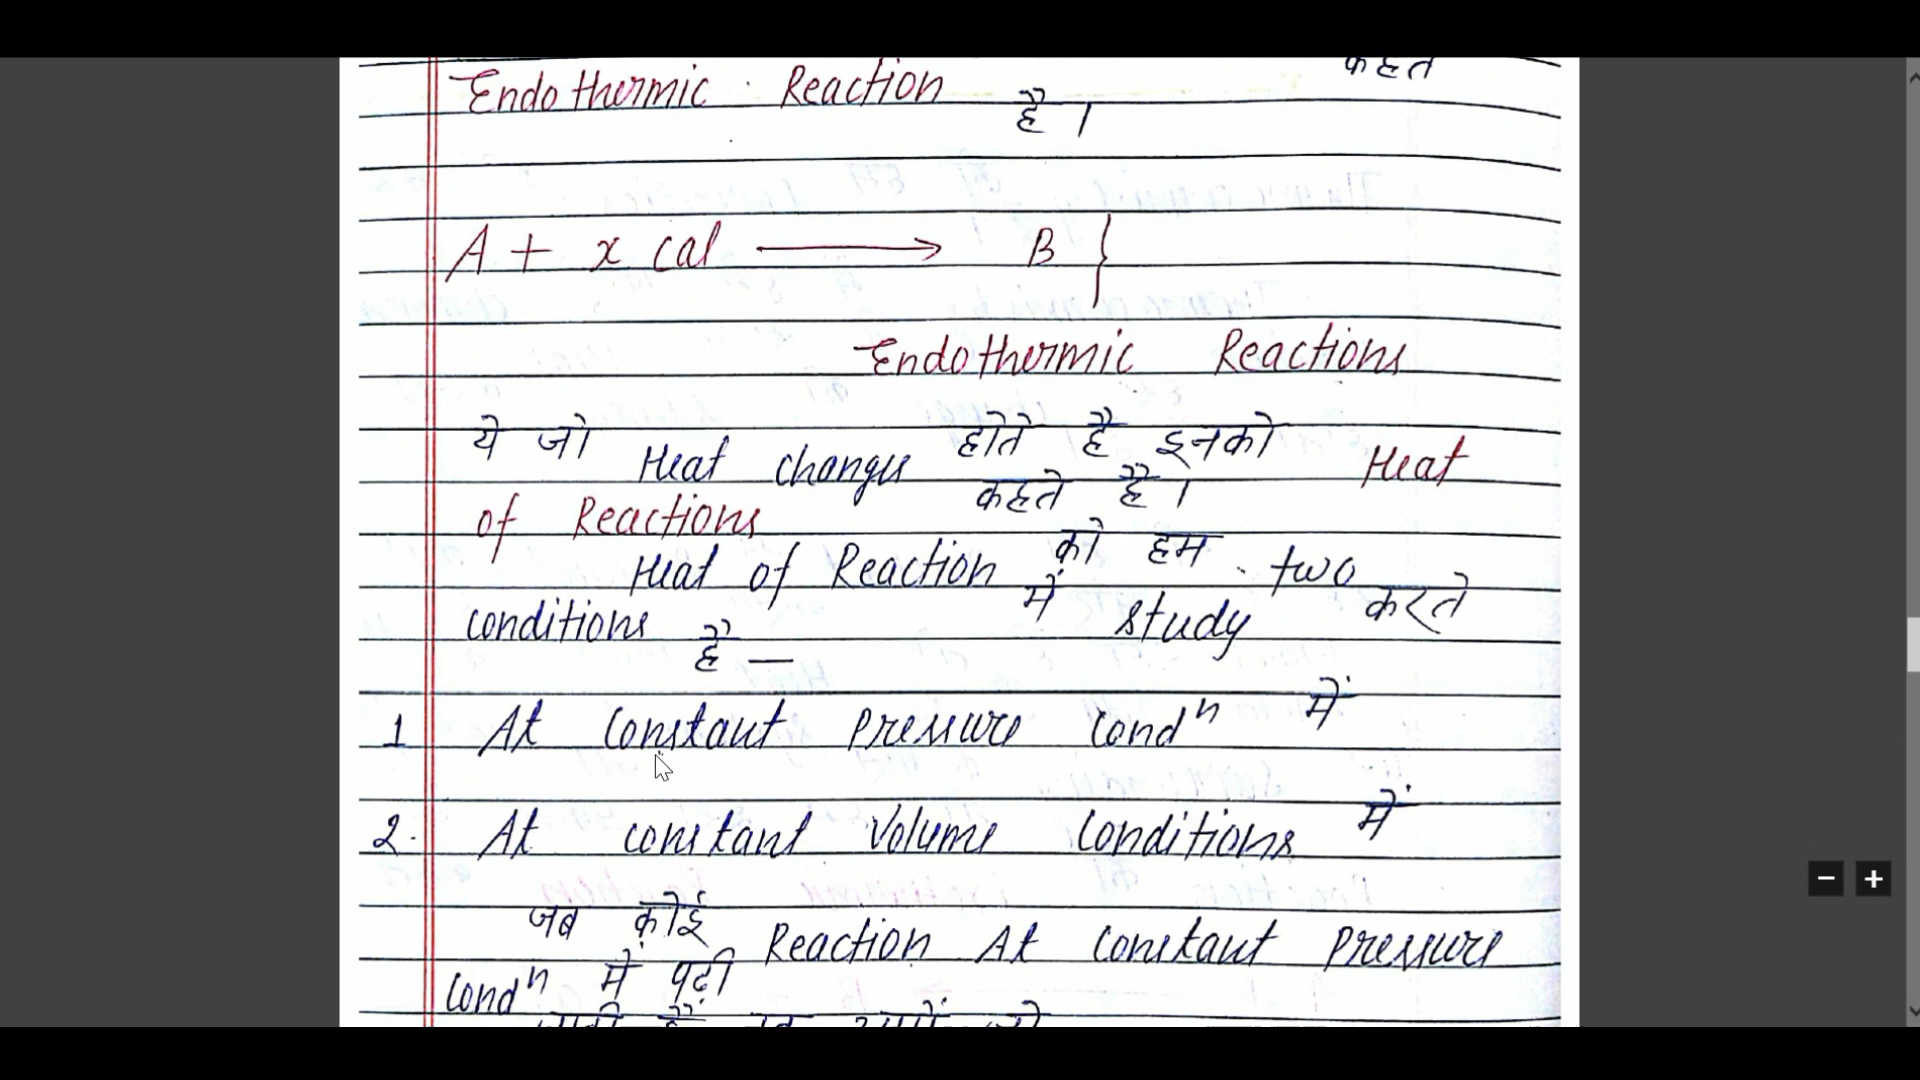 कहते
Endothermic Reaction है ।
A + x cal ⟶ B }
Endothermic Reactions
ये जो Heat changes होते है इनको Heat
of Reactions कहते है ।
Heat of Reaction को हम two
conditions में study करते
है —
1 At Constant Pressure Condⁿ में
2. At constant Volume Conditions में
जब कोई Reaction At Constant Pressure
Condⁿ में पढ़ी